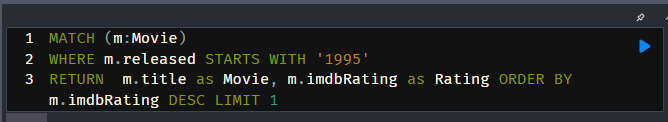 1 MATCH (m:Movie)
2 WHERE m.released STARTS WITH '1995'
3 RETURN  m.title as Movie, m.imdbRating as Rating ORDER BY
m.imdbRating DESC LIMIT 1